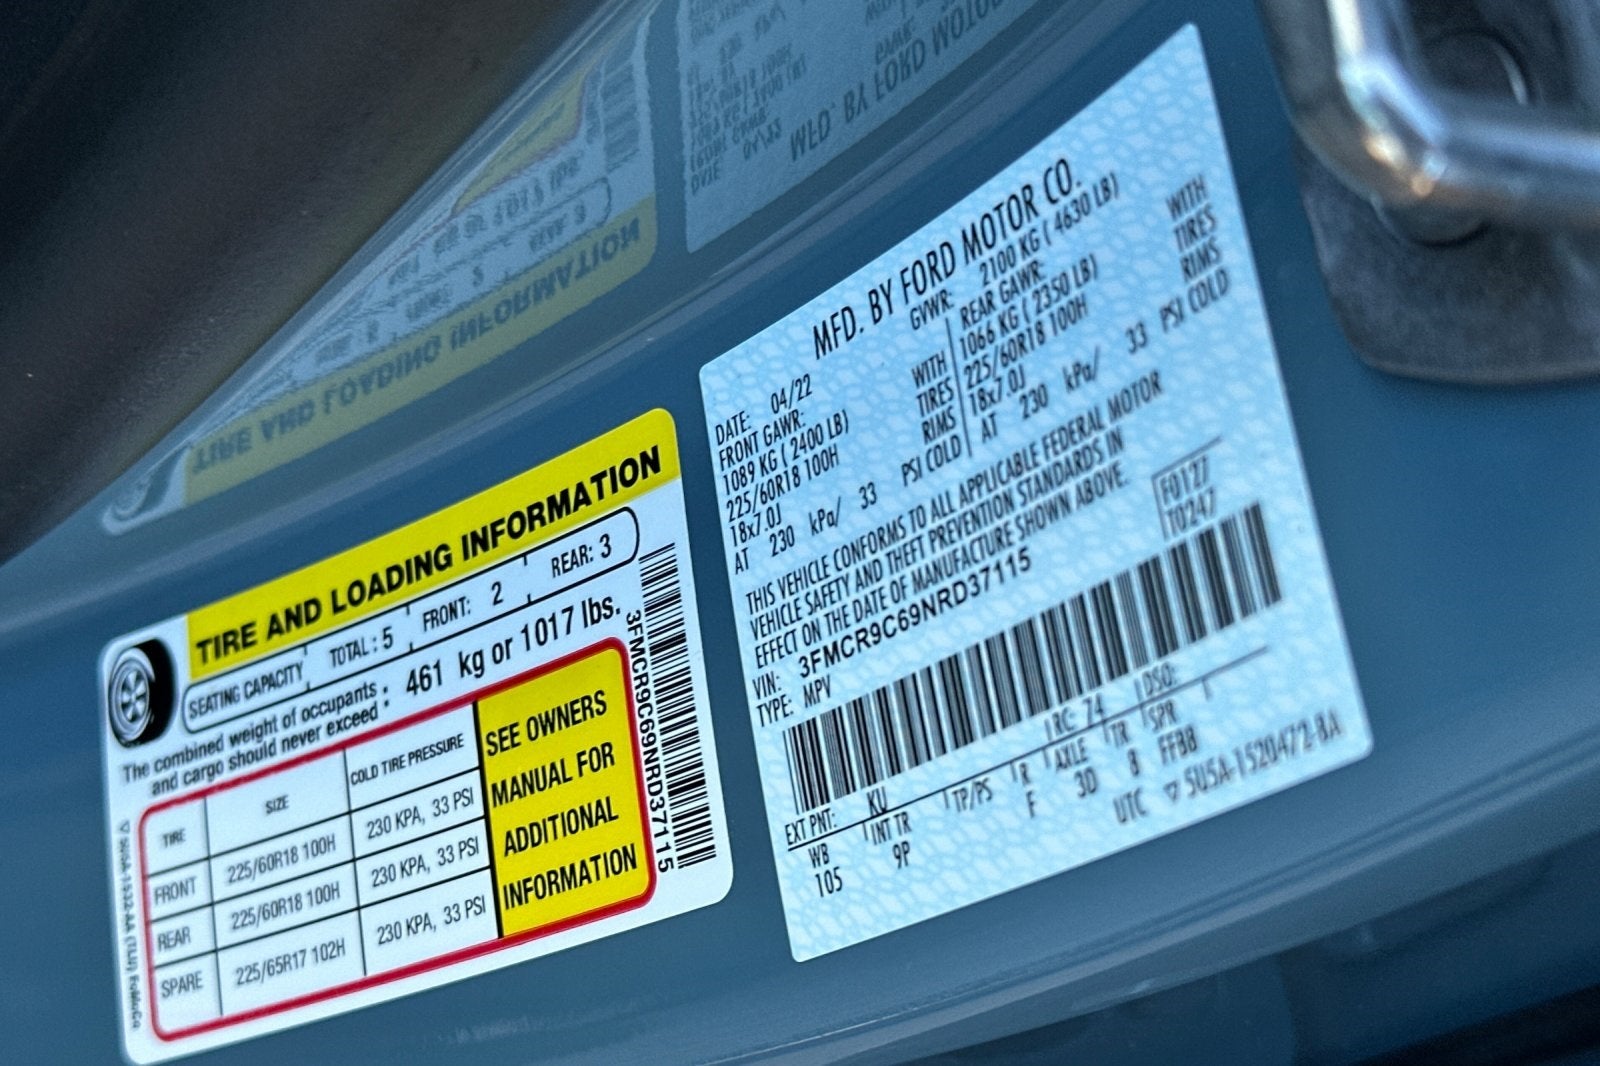 TIRE AND LOADING INFORMATION
SEATING CAPACITY TOTAL : 5 FRONT: 2 REAR: 3
The combined weight of occupants : 461 kg or 1017 lbs.
and cargo should never exceed :
TIRE SIZE COLD TIRE PRESSURE
FRONT 225/60R18 100H 230 KPA, 33 PSI
REAR 225/60R18 100H 230 KPA, 33 PSI
SPARE 225/65R17 102H 230 KPA, 33 PSI
SEE OWNERS
MANUAL FOR
ADDITIONAL
INFORMATION
3FMCR9C69NRD37115
MFD. BY FORD MOTOR CO.
DATE: 04/22 GVWR: 2100 KG ( 4630 LB)
FRONT GAWR: REAR GAWR:
1089 KG ( 2400 LB) WITH 1066 KG ( 2350 LB) WITH
225/60R18 100H TIRES 225/60R18 100H TIRES
18x7.0J RIMS 18x7.0J RIMS
AT 230 kPa/ 33 PSI COLD AT 230 kPa/ 33 PSI COLD
THIS VEHICLE CONFORMS TO ALL APPLICABLE FEDERAL MOTOR
VEHICLE SAFETY AND THEFT PREVENTION STANDARDS IN
EFFECT ON THE DATE OF MANUFACTURE SHOWN ABOVE.
VIN: 3FMCR9C69NRD37115 F0127
TYPE: MPV T0247
EXT PNT: KU RC: 74 DSO:
WB INT TR TP/PS R AXLE TR SPR
105 9P F 3D 8 FFBB
UTC ▽ 5U5A-1520472-BA